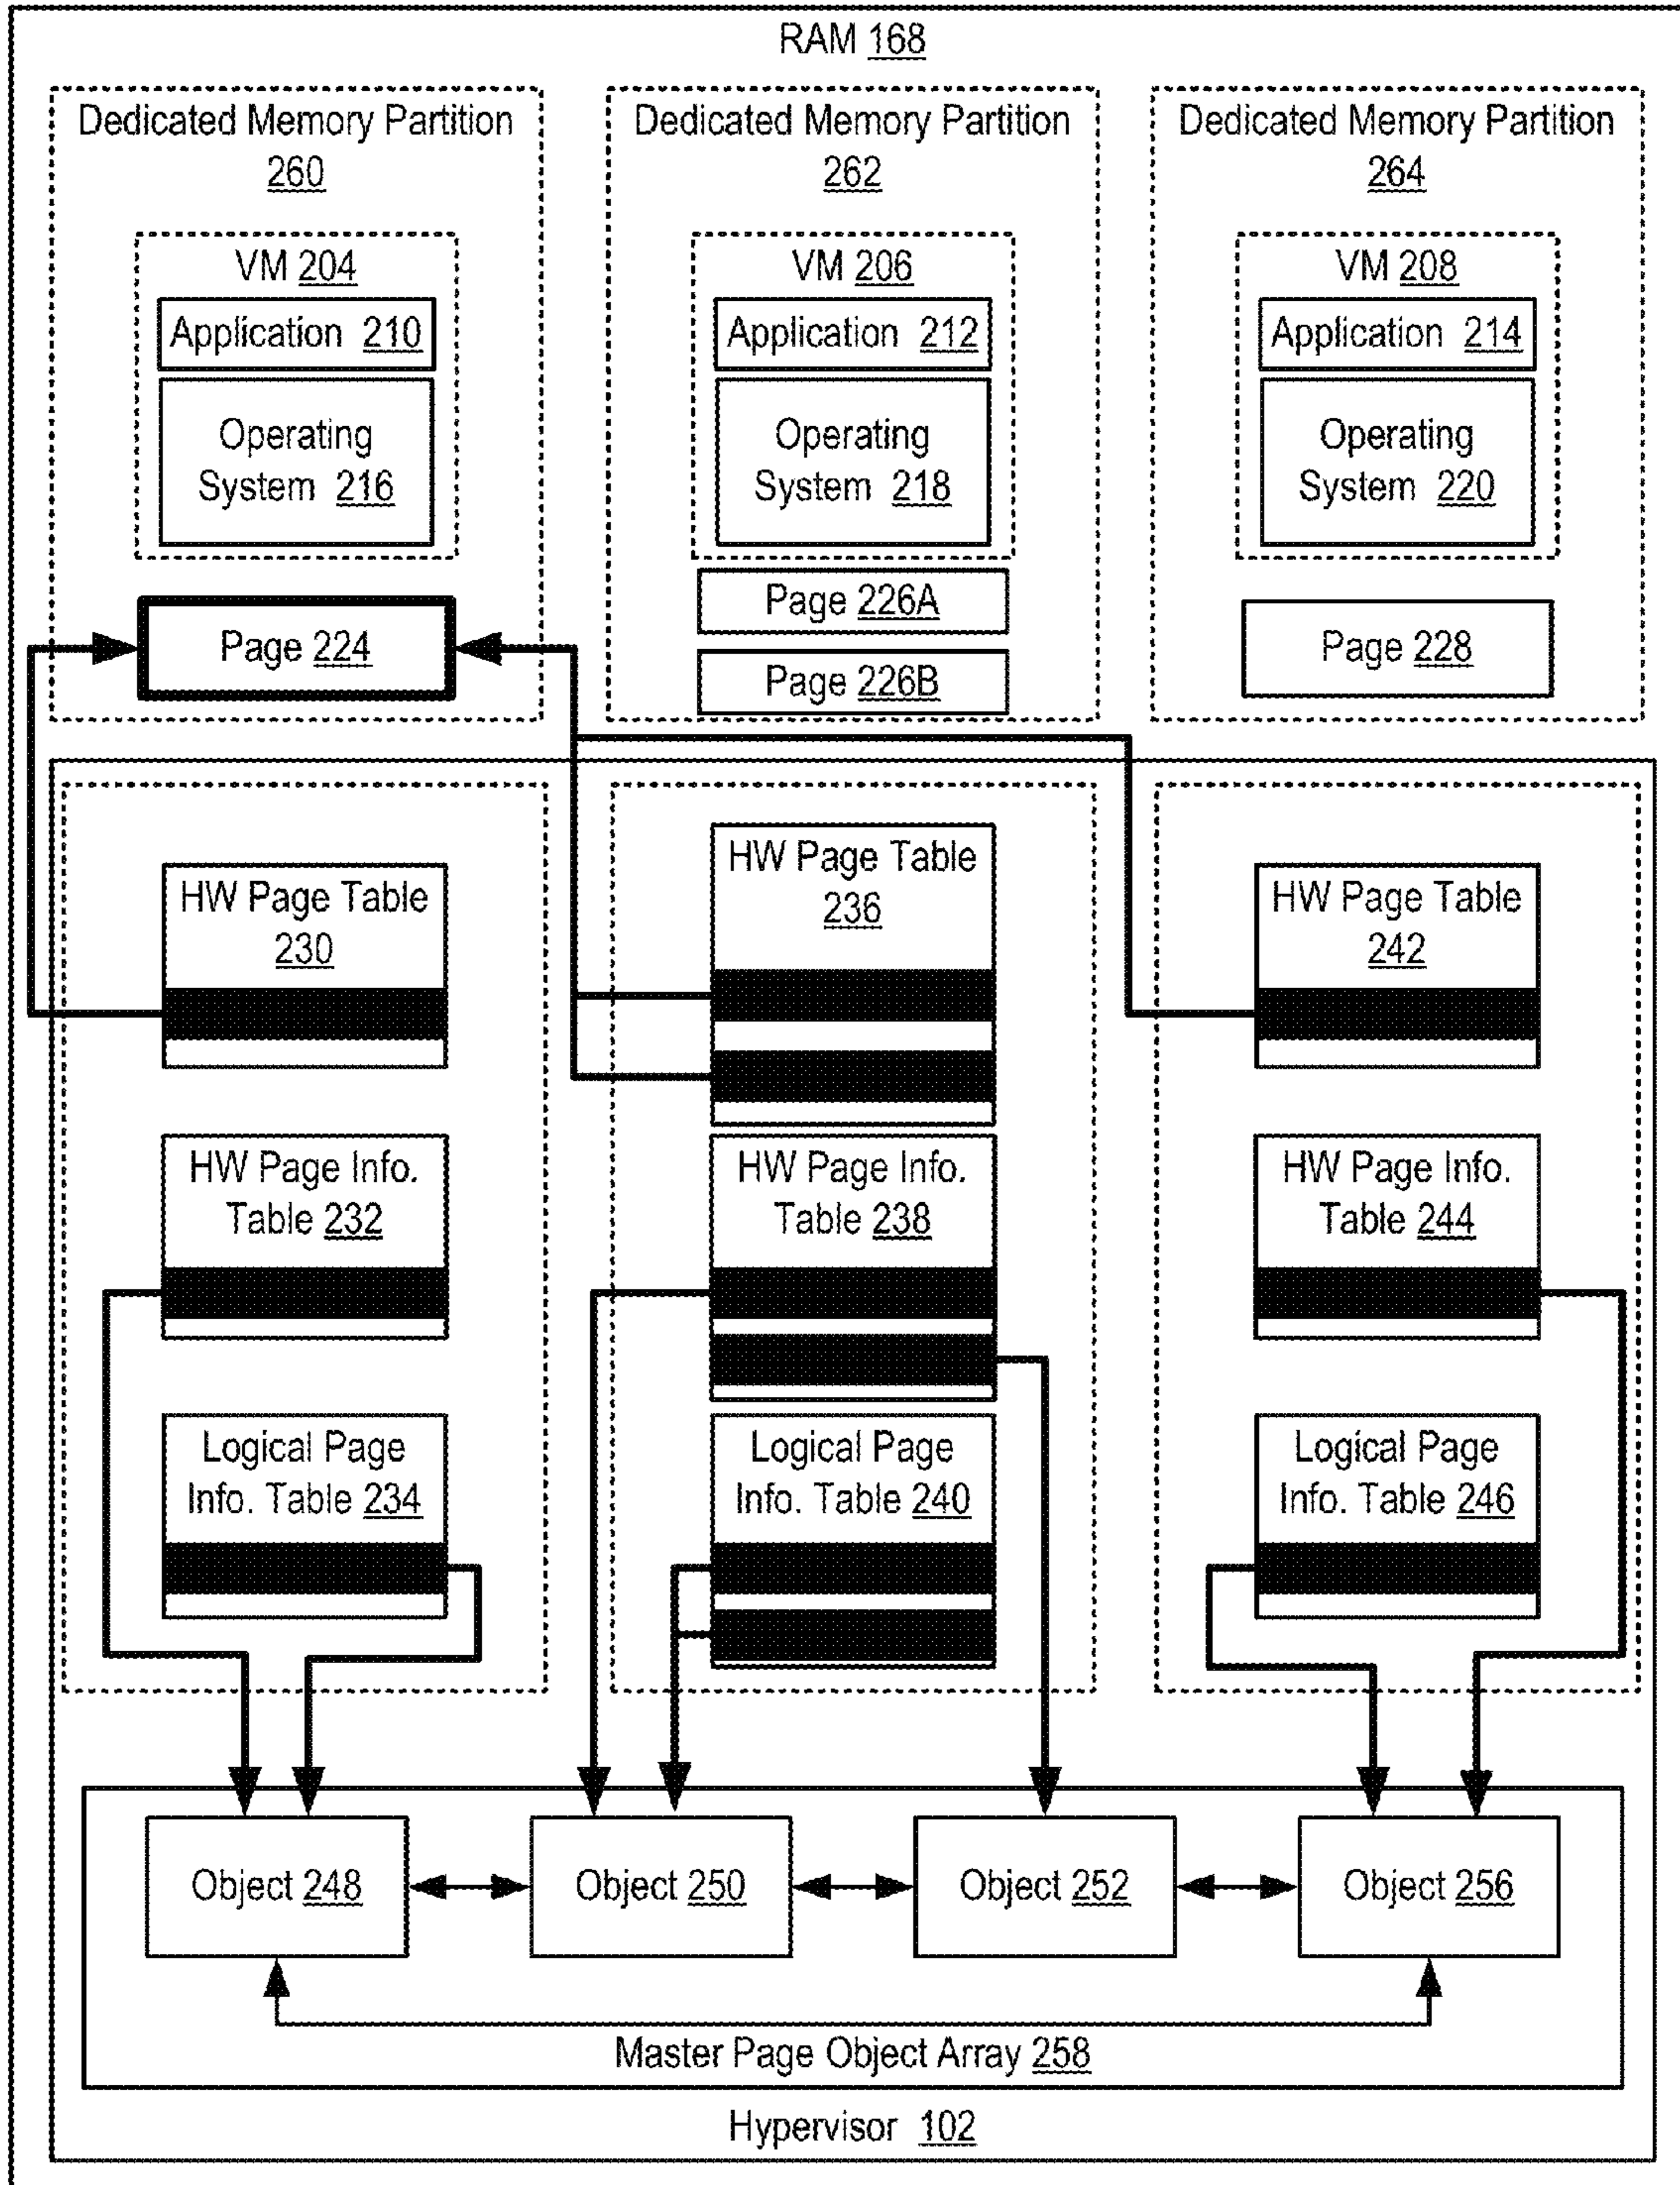 RAM 168
Dedicated Memory Partition
260
VM 204
Application 210
Operating
System 216
Page 224
Dedicated Memory Partition
262
VM 206
Application 212
Operating
System 218
Page 226A
Page 226B
Dedicated Memory Partition
264
VM 208
Application 214
Operating
System 220
Page 228
HW Page Table
230
HW Page Info.
Table 232
Logical Page
Info. Table 234
HW Page Table
236
HW Page Info.
Table 238
Logical Page
Info. Table 240
HW Page Table
242
HW Page Info.
Table 244
Logical Page
Info. Table 246
Object 248
Object 250
Object 252
Object 256
Master Page Object Array 258
Hypervisor 102